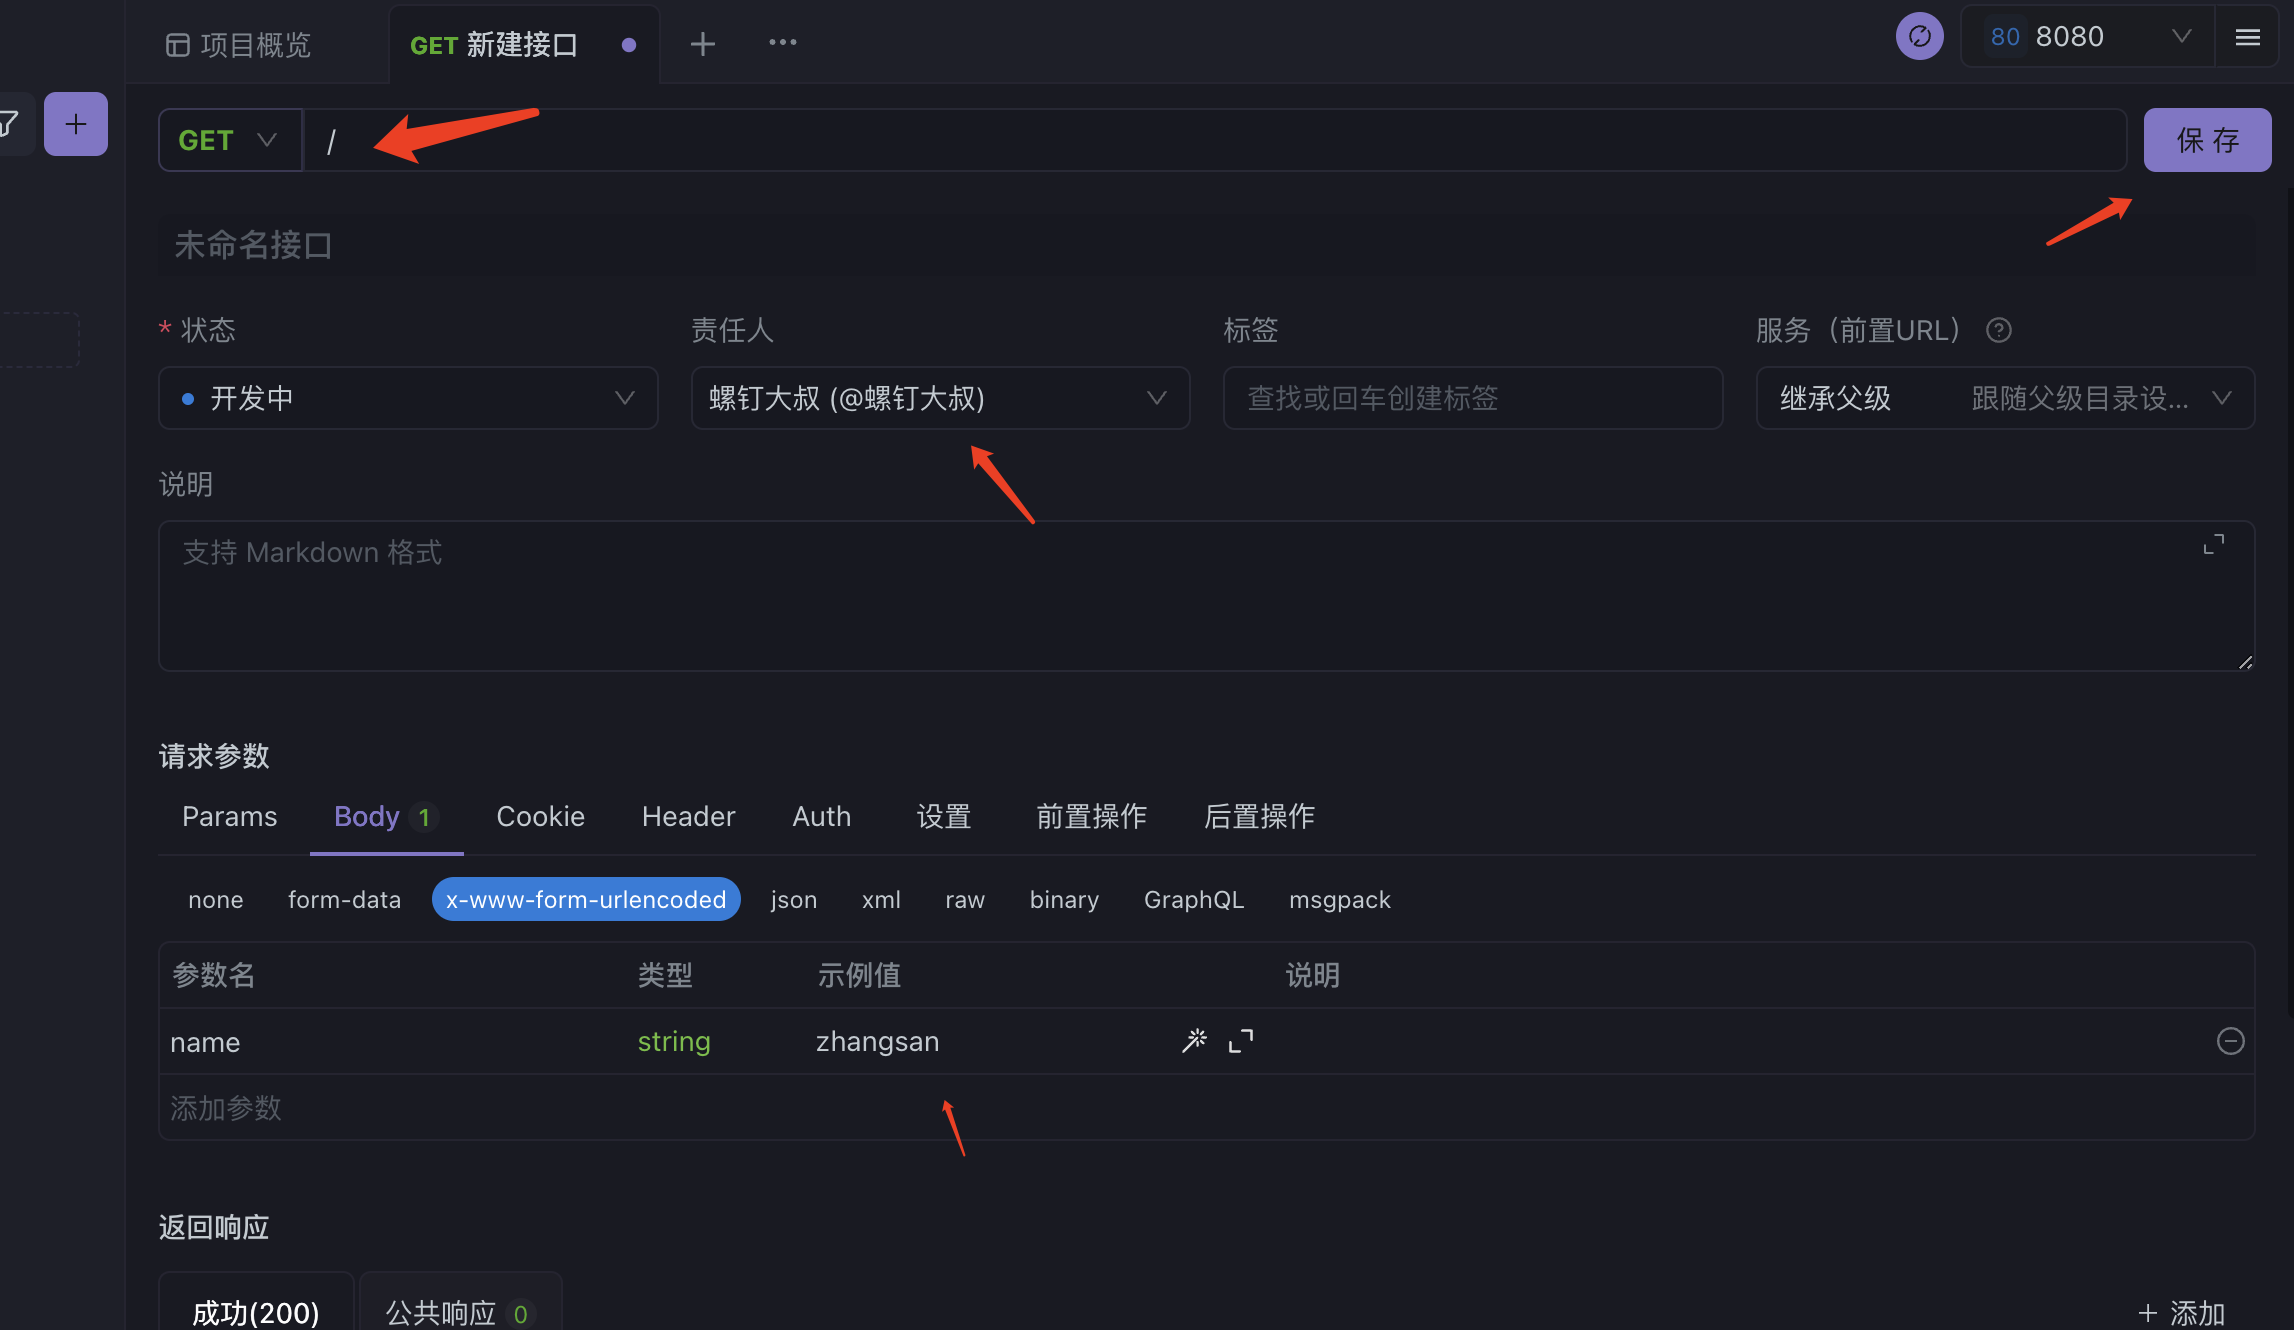 项目概览
GET 新建接口
80 8080
GET
/
保存
未命名接口
* 状态
责任人
标签
服务（前置URL）
开发中
螺钉大叔 (@螺钉大叔)
查找或回车创建标签
继承父级 跟随父级目录设...
说明
支持 Markdown 格式
请求参数
Params Body 1 Cookie Header Auth 设置 前置操作 后置操作
none form-data x-www-form-urlencoded json xml raw binary GraphQL msgpack
参数名 类型 示例值 说明
name string zhangsan
添加参数
返回响应
成功(200) 公共响应 0 + 添加